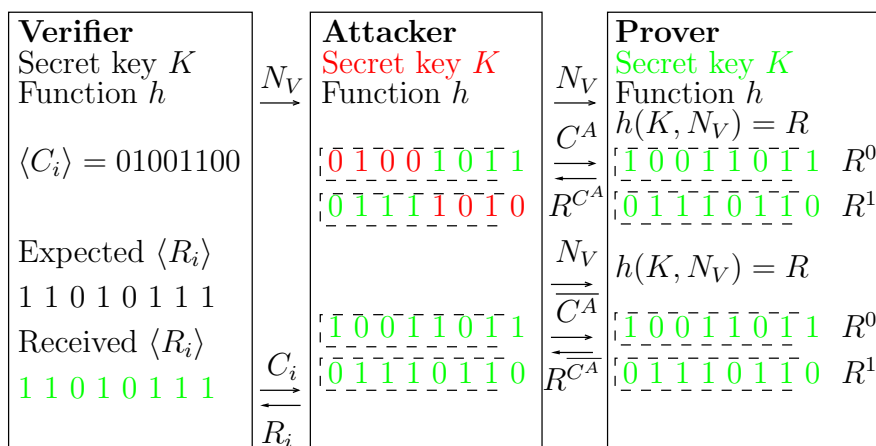 Verifier
Secret key K
Function h
⟨C_i⟩ = 01001100
Expected ⟨R_i⟩
1 1 0 1 0 1 1 1
Received ⟨R_i⟩
1 1 0 1 0 1 1 1
N_V
C_i
R_i
Attacker
Secret key K
Function h
0 1 0 0 1 0 1 1
0 1 1 1 1 0 1 0
1 0 0 1 1 0 1 1
0 1 1 1 0 1 1 0
N_V
C^A
R^{C^A}
N_V
\overline{C^A}
R^{\overline{C^A}}
Prover
Secret key K
Function h
h(K, N_V) = R
1 0 0 1 1 0 1 1 R^0
0 1 1 1 0 1 1 0 R^1
h(K, N_V) = R
1 0 0 1 1 0 1 1 R^0
0 1 1 1 0 1 1 0 R^1